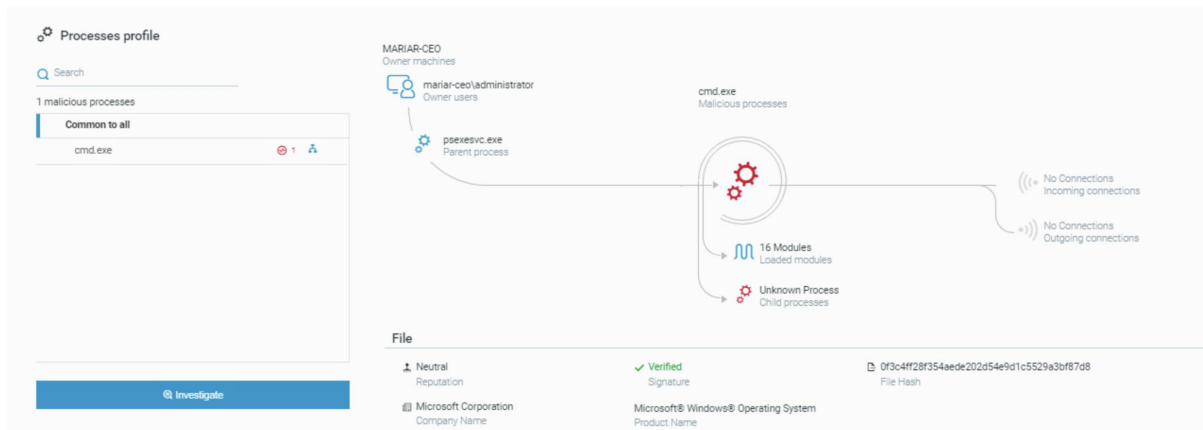 Processes profile
Search
1 malicious processes
Common to all
cmd.exe 1
Investigate
MARIAR-CEO
Owner machines
mariar-ceo\administrator
Owner users
psexesvc.exe
Parent process
cmd.exe
Malicious processes
No Connections
Incoming connections
No Connections
Outgoing connections
16 Modules
Loaded modules
Unknown Process
Child processes
File
Neutral
Reputation
Verified
Signature
0f3c4ff28f354aede202d54e9d1c5529a3bf87d8
File Hash
Microsoft Corporation
Company Name
Microsoft® Windows® Operating System
Product Name